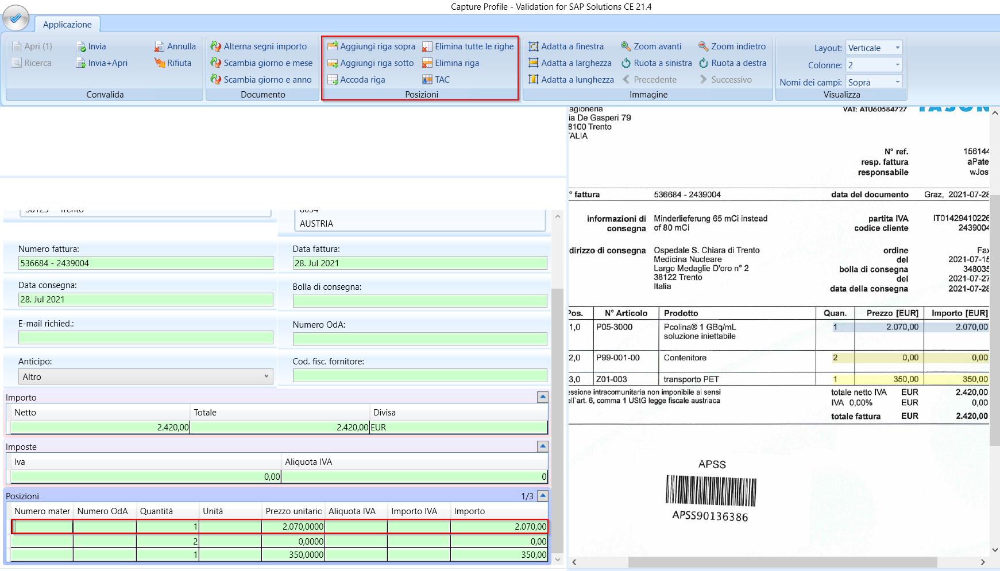 Capture Profile - Validation for SAP Solutions CE 21.4
Applicazione
Apri (1)
Invia
Annulla
Ricerca
Invia+Apri
Rifiuta
Convalida
Alterna segni importo
Scambia giorno e mese
Scambia giorno e anno
Documento
Aggiungi riga sopra
Elimina tutte le righe
Aggiungi riga sotto
Elimina riga
Accoda riga
TAC
Posizioni
Adatta a finestra
Zoom avanti
Zoom indietro
Adatta a larghezza
Ruota a sinistra
Ruota a destra
Adatta a lunghezza
Precedente
Successivo
Immagine
Layout: Verticale
Colonne: 2
Nomi dei campi: Sopra
Visualizza
AUSTRIA
Numero fattura:
536684 - 2439004
Data fattura:
28. Jul 2021
Data consegna:
28. Jul 2021
Bolla di consegna:
E-mail richied.:
Numero OdA:
Anticipo:
Altro
Cod. fisc. fornitore:
Importo
Netto Totale Divisa
2.420,00 2.420,00 EUR
Imposte
Iva Aliquota IVA
0,00 0
Posizioni 1/3
Numero mater Numero OdA Quantità Unità Prezzo unitaric Aliquota IVA Importo IVA Importo
1 2.070,0000 2.070,00
2 0,0000 0,00
1 350,0000 350,00
agioneria
ia De Gasperi 79
8100 Trento
TALIA
VAT: ATU60584727
N° ref. 156144
resp. fattura aPate
responsabile wJos
° fattura 536684 - 2439004 data del documento Graz, 2021-07-28
informazioni di consegna
Minderlieferung 65 mCi instead
of 80 mCi
partita IVA IT01429410226
codice cliente 2439004
dirizzo di consegna
Ospedale S. Chiara di Trento
Medicina Nucleare
Largo Medaglie D'oro n° 2
38122 Trento
Italia
ordine Fax
del 2021-07-15
bolla di consegna 348035
del 2021-07-27
data della consegna 2021-07-28
Pos. N° Articolo Prodotto Quan. Prezzo [EUR] Importo [EUR]
1,0 P05-3000 Pcolina® 1 GBq/mL 1 2.070,00 2.070,00
soluzione iniettabile
2,0 P99-001-00 Contenitore 2 0,00 0,00
3,0 Z01-003 transporto PET 1 350,00 350,00
essione intracomunitaria non imponibile ai sensi
ell`art. 6, comma 1 UStG legge fiscale austriaca
totale netto IVA EUR 2.420,00
IVA 0,00% EUR 0,00
totale fattura EUR 2.420,00
APSS
APSS90136386